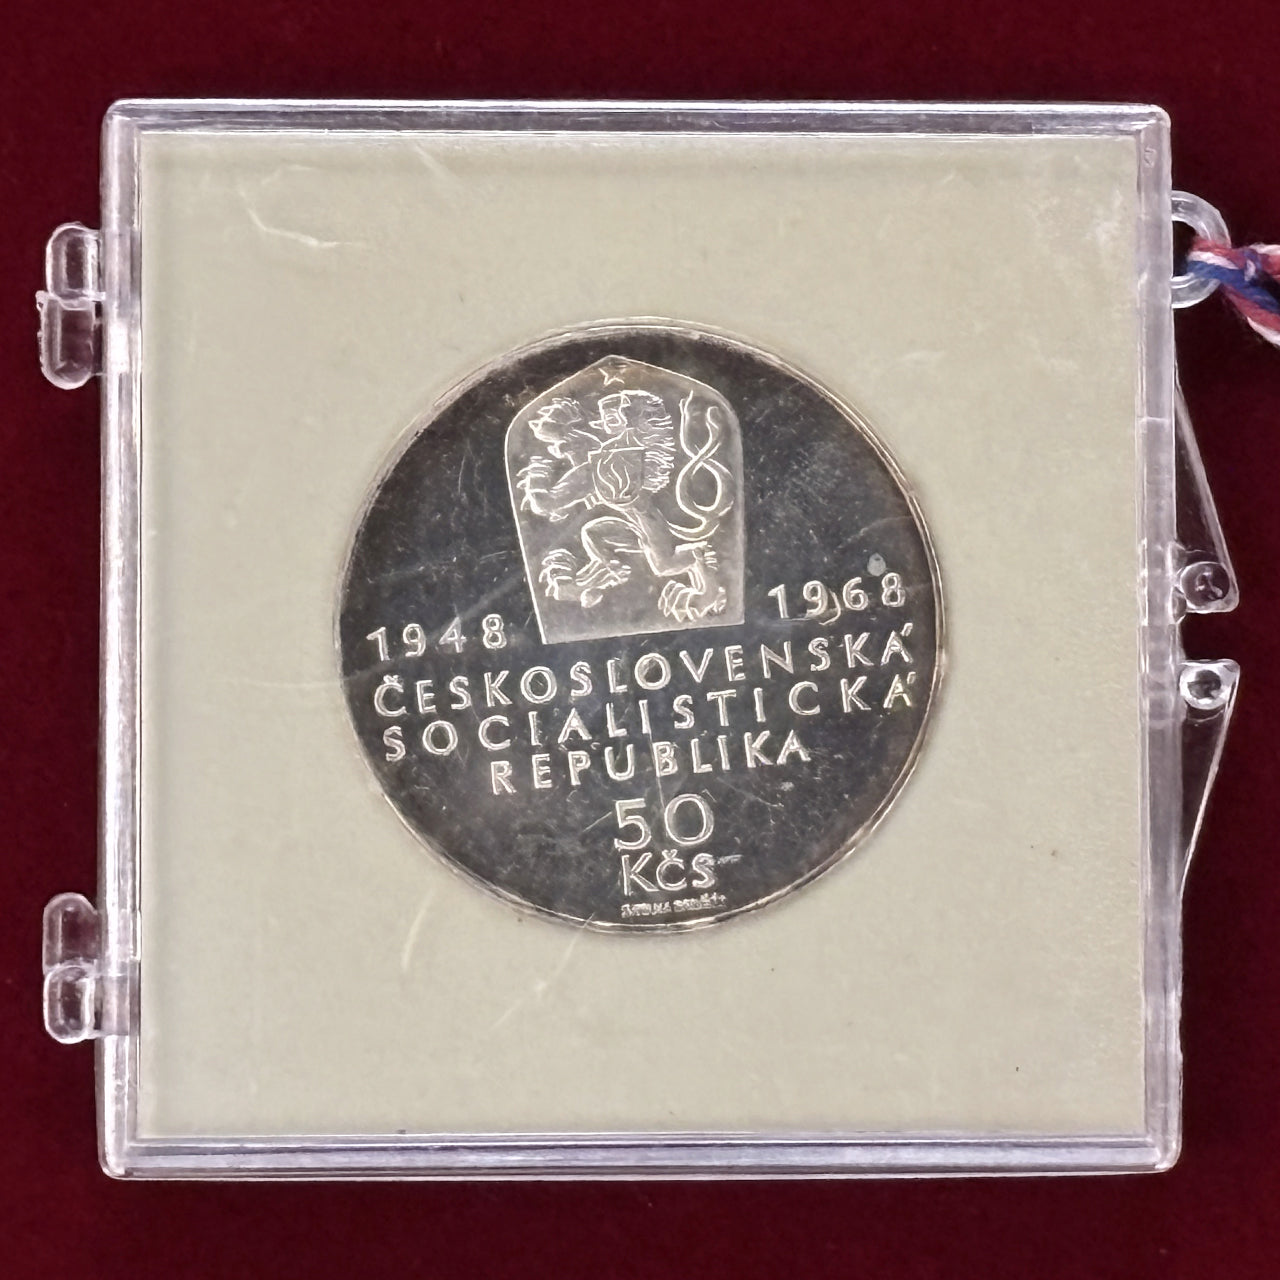 1948 1968
ČESKOSLOVENSKÁ
SOCIALISTICKÁ
REPUBLIKA
50
KČS